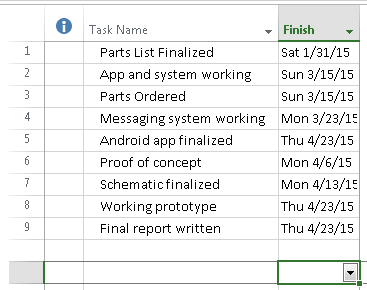 i Task Name Finish
1 Parts List Finalized Sat 1/31/15
2 App and system working Sun 3/15/15
3 Parts Ordered Sun 3/15/15
4 Messaging system working Mon 3/23/15
5 Android app finalized Thu 4/23/15
6 Proof of concept Mon 4/6/15
7 Schematic finalized Mon 4/13/15
8 Working prototype Thu 4/23/15
9 Final report written Thu 4/23/15